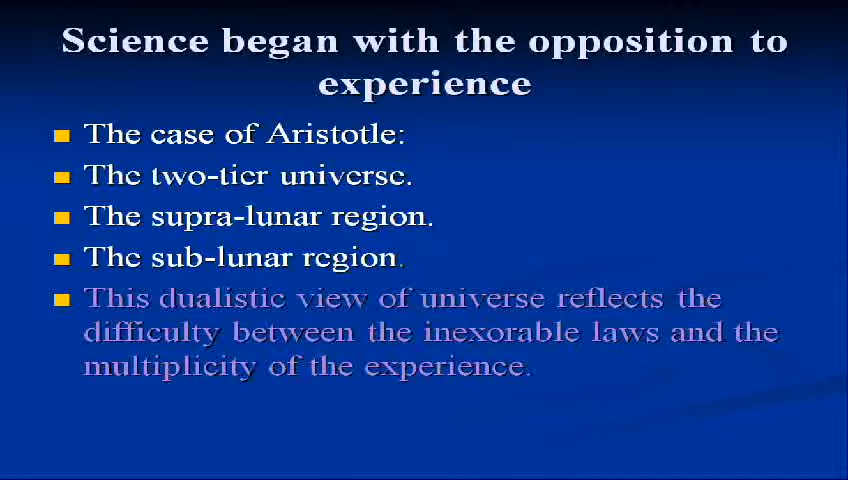 Science began with the opposition to
experience
The case of Aristotle:
The two-tier universe.
The supra-lunar region.
The sub-lunar region.
This dualistic view of universe reflects the
difficulty between the inexorable laws and the
multiplicity of the experience.